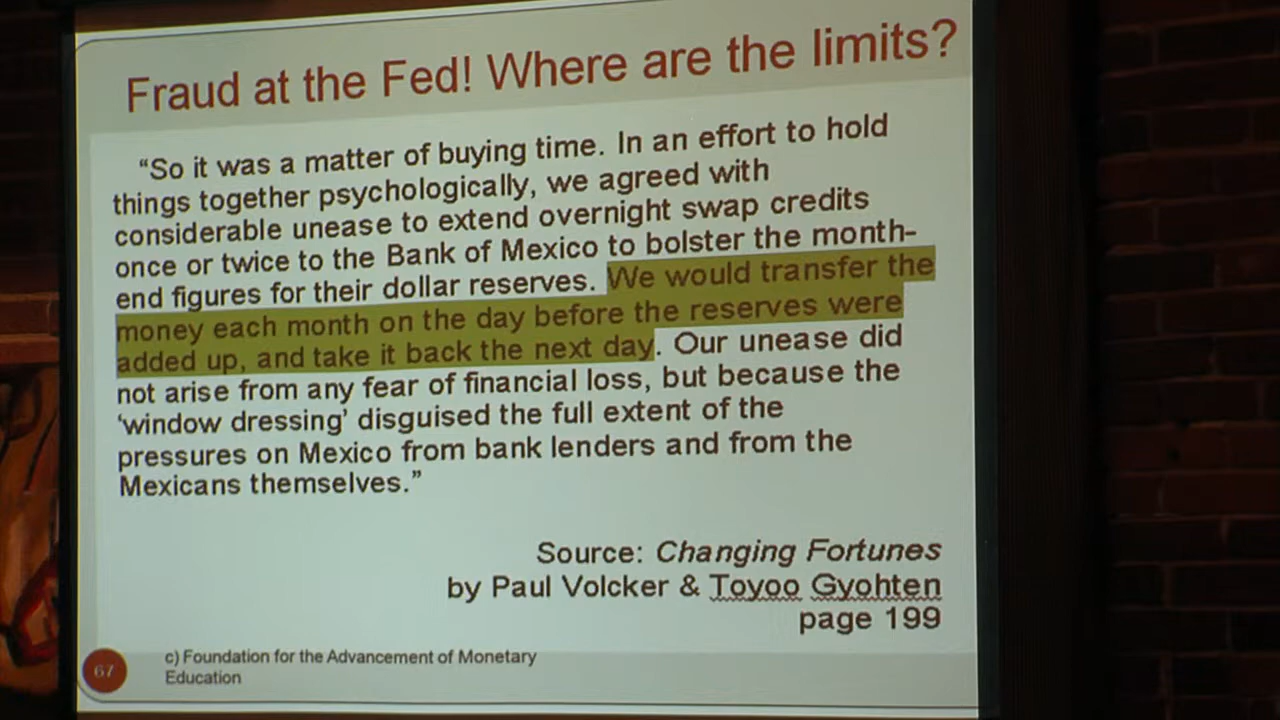 Fraud at the Fed! Where are the limits?
“So it was a matter of buying time. In an effort to hold
things together psychologically, we agreed with
considerable unease to extend overnight swap credits
once or twice to the Bank of Mexico to bolster the month-
end figures for their dollar reserves. We would transfer the
money each month on the day before the reserves were
added up, and take it back the next day. Our unease did
not arise from any fear of financial loss, but because the
‘window dressing’ disguised the full extent of the
pressures on Mexico from bank lenders and from the
Mexicans themselves.”
Source: Changing Fortunes
by Paul Volcker & Toyoo Gyohten
page 199
67
c) Foundation for the Advancement of Monetary
Education